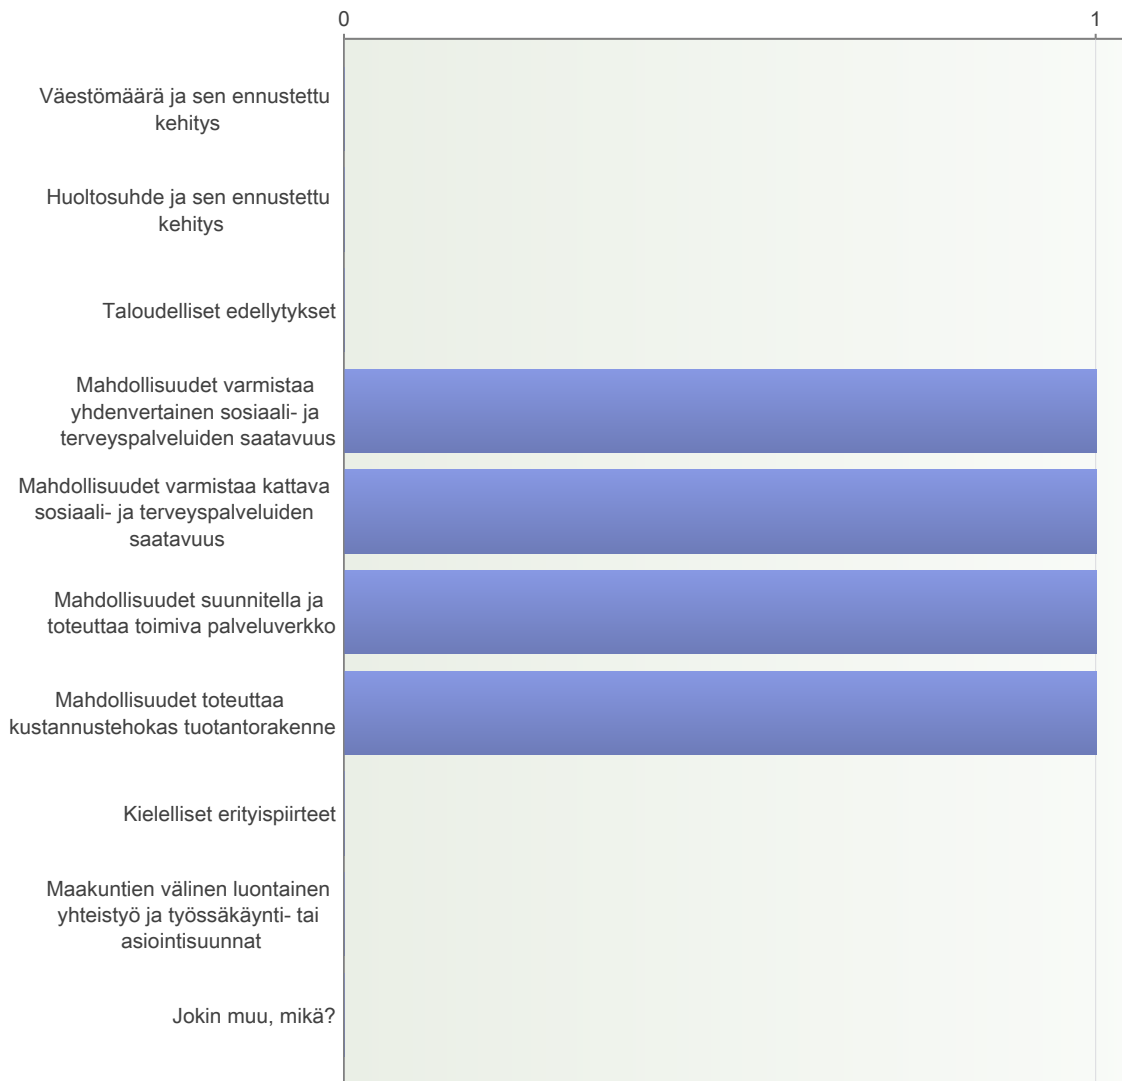 0 1
Väestömäärä ja sen ennustettu
kehitys
Huoltosuhde ja sen ennustettu
kehitys
Taloudelliset edellytykset
Mahdollisuudet varmistaa
yhdenvertainen sosiaali- ja
terveyspalveluiden saatavuus
Mahdollisuudet varmistaa kattava
sosiaali- ja terveyspalveluiden
saatavuus
Mahdollisuudet suunnitella ja
toteuttaa toimiva palveluverkko
Mahdollisuudet toteuttaa
kustannustehokas tuotantorakenne
Kielelliset erityispiirteet
Maakuntien välinen luontainen
yhteistyö ja työssäkäynti- tai
asiointisuunnat
Jokin muu, mikä?